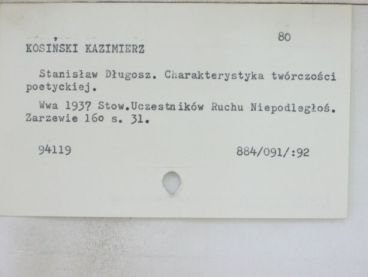 80
KOSIŃSKI KAZIMIERZ
Stanisław Długosz. Charakterystyka twórczości
poetyckiej.
Wwa 1937 Stow.Uczestników Ruchu Niepodległoś.
Zarzewie 16o s. 31.
94119 884/091/:92